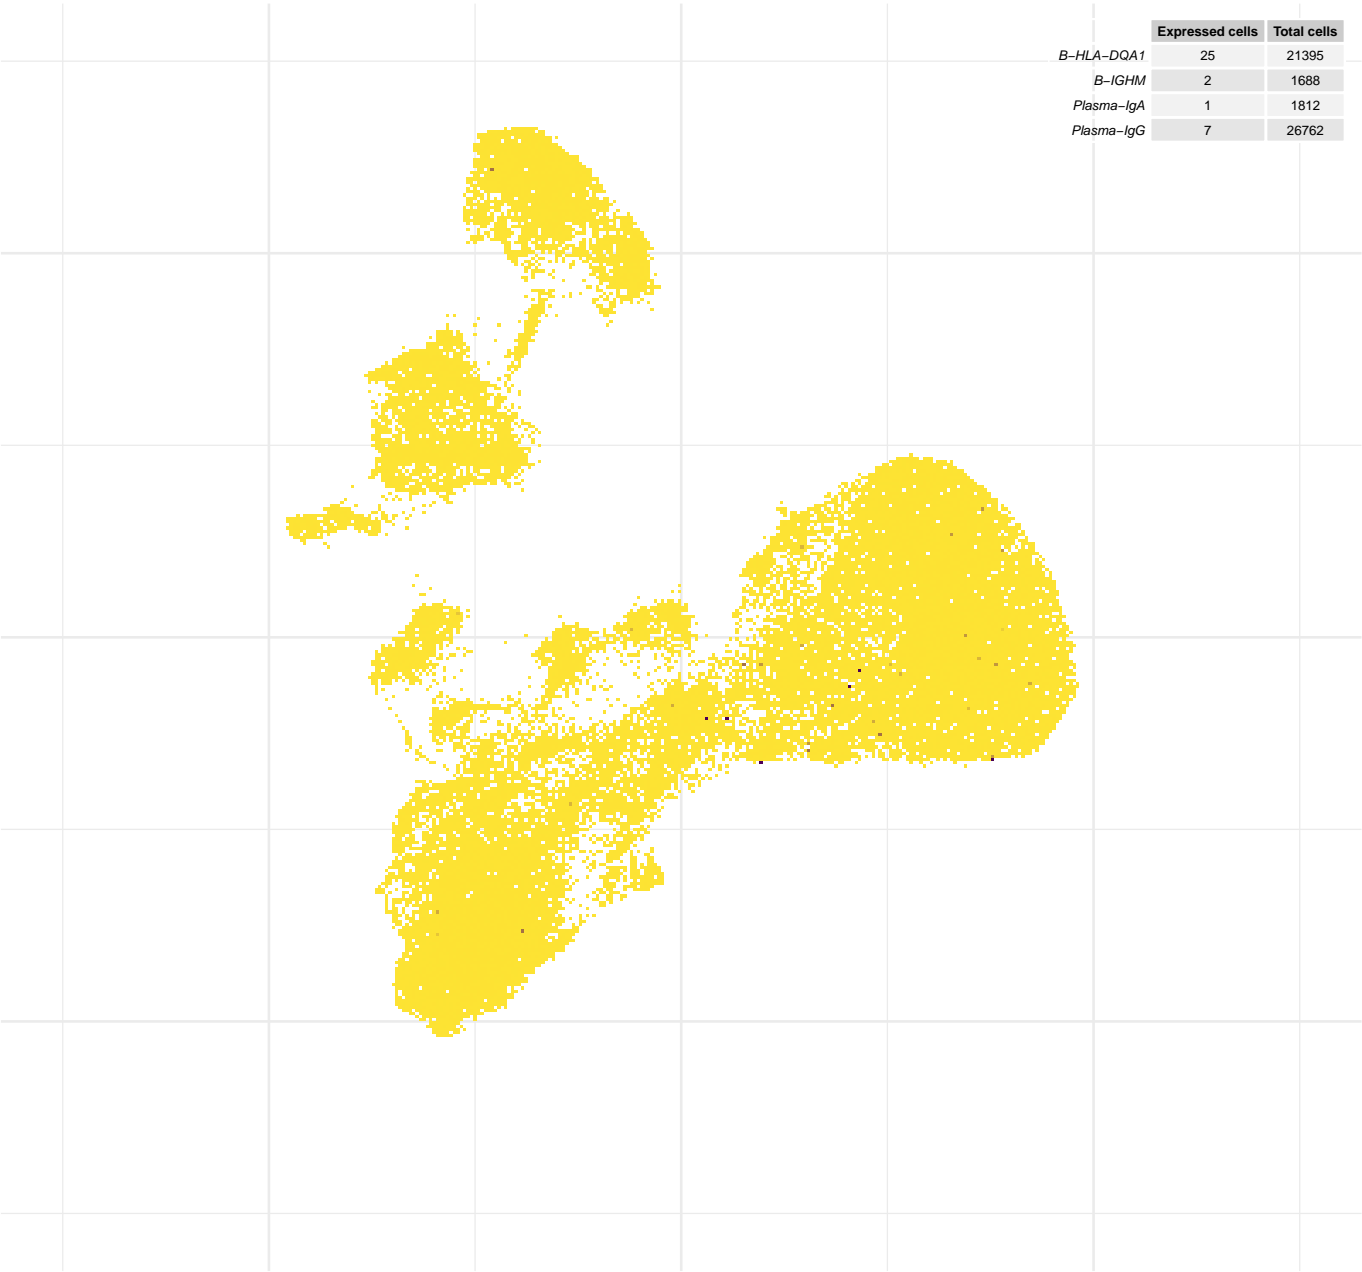 Expressed cells Total cells
B−HLA−DQA1 25 21395
B−IGHM 2 1688
Plasma−IgA 1 1812
Plasma−IgG 7 26762